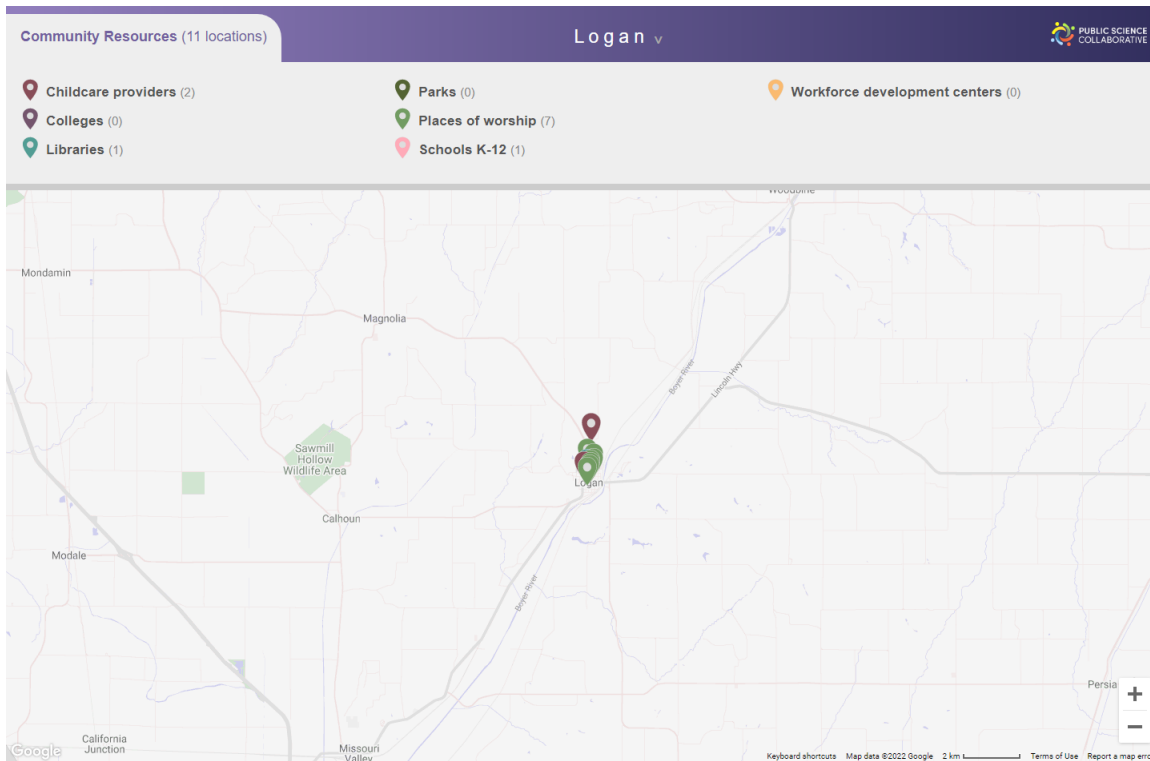 Community Resources (11 locations)
Logan v
PUBLIC SCIENCE
COLLABORATIVE
Childcare providers (2)
Parks (0)
Workforce development centers (0)
Colleges (0)
Places of worship (7)
Libraries (1)
Schools K-12 (1)
Woodbine
Mondamin
Magnolia
Boyer River
Lincoln Hwy
Sawmill
Hollow
Wildlife Area
Logan
Calhoun
Modale
Boyer River
Persia
+
−
California
Junction
Missouri
Valley
Google
Keyboard shortcuts Map data ©2022 Google 2 km Terms of Use Report a map erro